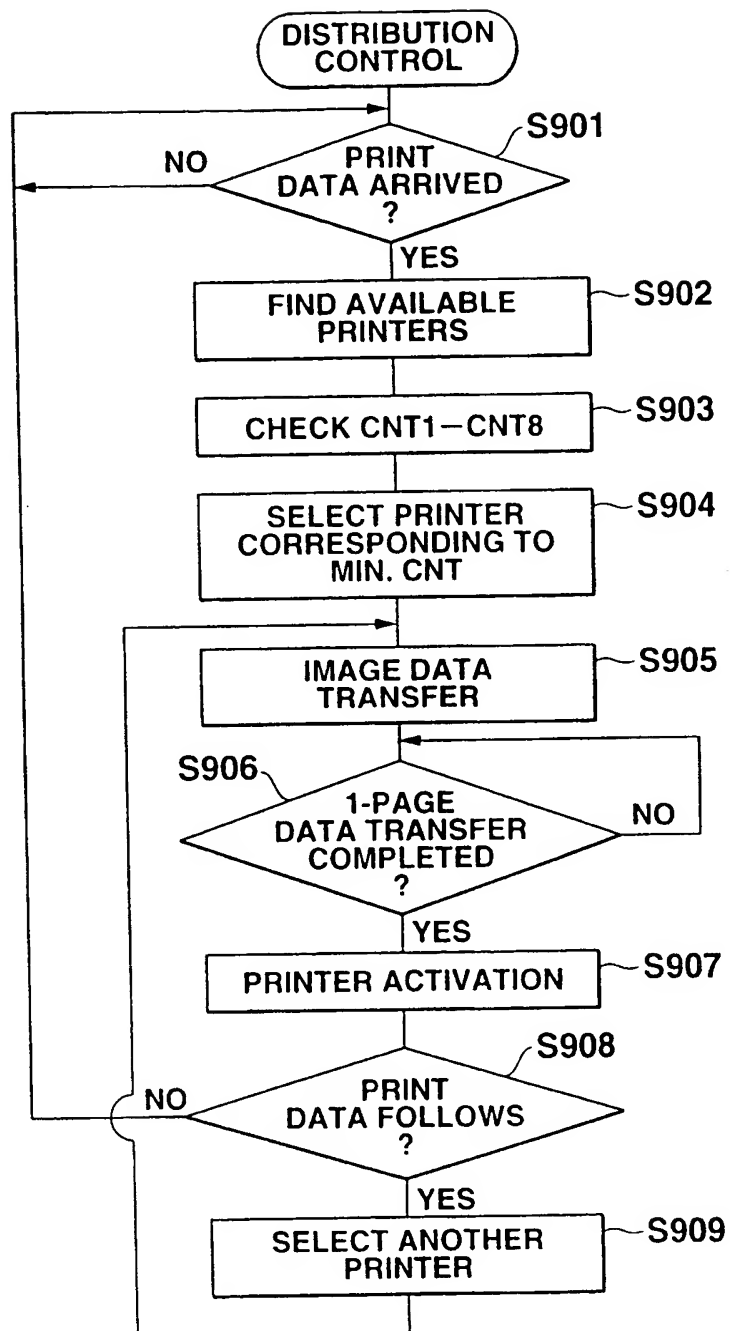 DISTRIBUTION
CONTROL
S901
NO
PRINT
DATA ARRIVED
?
YES
FIND AVAILABLE
PRINTERS
S902
CHECK CNT1–CNT8
S903
SELECT PRINTER
CORRESPONDING TO
MIN. CNT
S904
IMAGE DATA
TRANSFER
S905
S906
1-PAGE
DATA TRANSFER
COMPLETED
?
NO
YES
PRINTER ACTIVATION
S907
S908
NO
PRINT
DATA FOLLOWS
?
YES
SELECT ANOTHER
PRINTER
S909